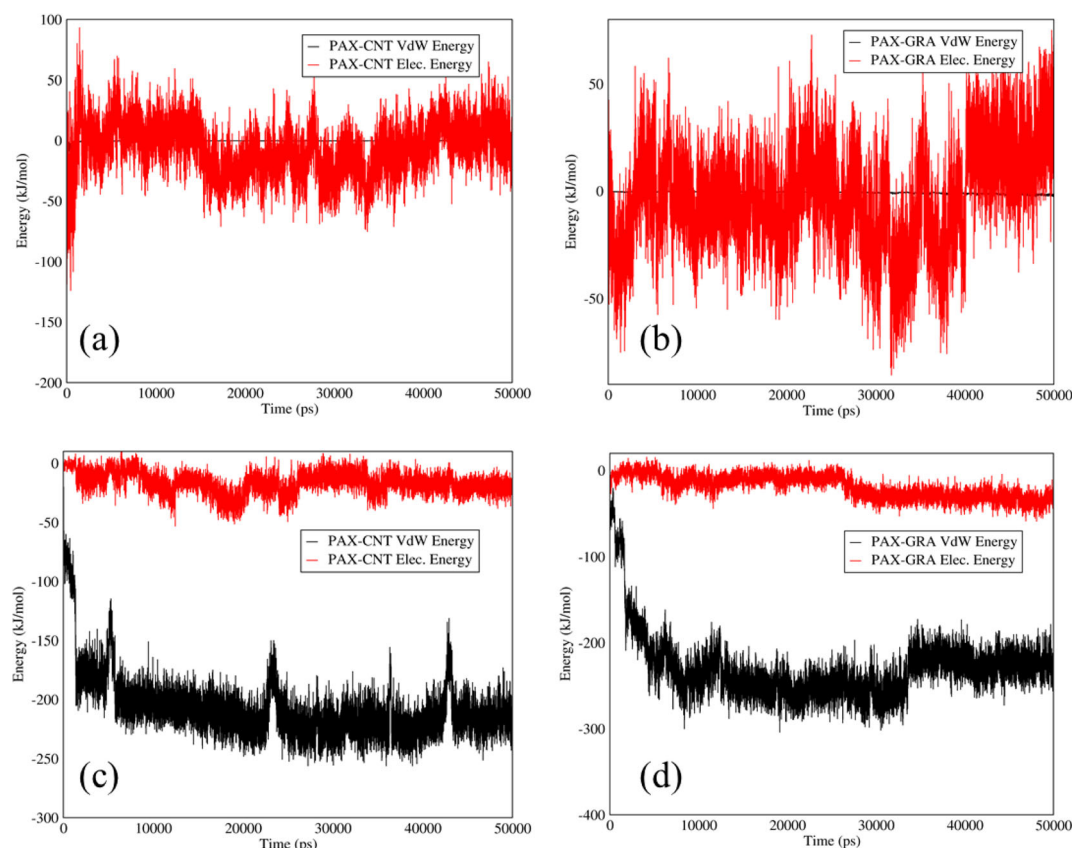 100
50
0
-50
-100
-150
-200
Energy (kJ/mol)
PAX-CNT VdW Energy
PAX-CNT Elec. Energy
(a)
0 10000 20000 30000 40000 50000
Time (ps)
50
0
-50
Energy (kJ/mol)
PAX-GRA VdW Energy
PAX-GRA Elec. Energy
(b)
0 10000 20000 30000 40000 50000
Time (ps)
0
-50
-100
-150
-200
-250
-300
Energy (kJ/mol)
PAX-CNT VdW Energy
PAX-CNT Elec. Energy
(c)
0 10000 20000 30000 40000 50000
Time (ps)
0
-100
-200
-300
-400
Energy (kJ/mol)
PAX-GRA VdW Energy
PAX-GRA Elec. Energy
(d)
0 10000 20000 30000 40000 50000
Time (ps)